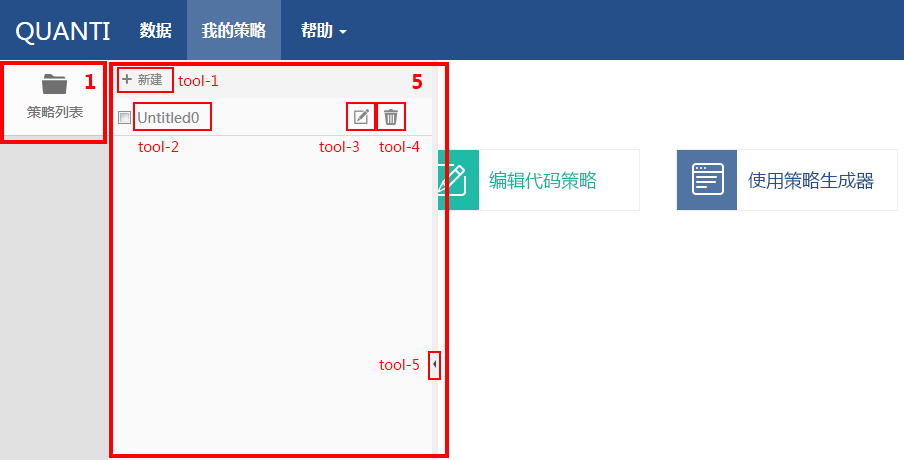 QUANTI 数据 我的策略 帮助
1
策略列表
新建 tool-1 5
Untitled0
tool-2 tool-3 tool-4
编辑代码策略 使用策略生成器
tool-5